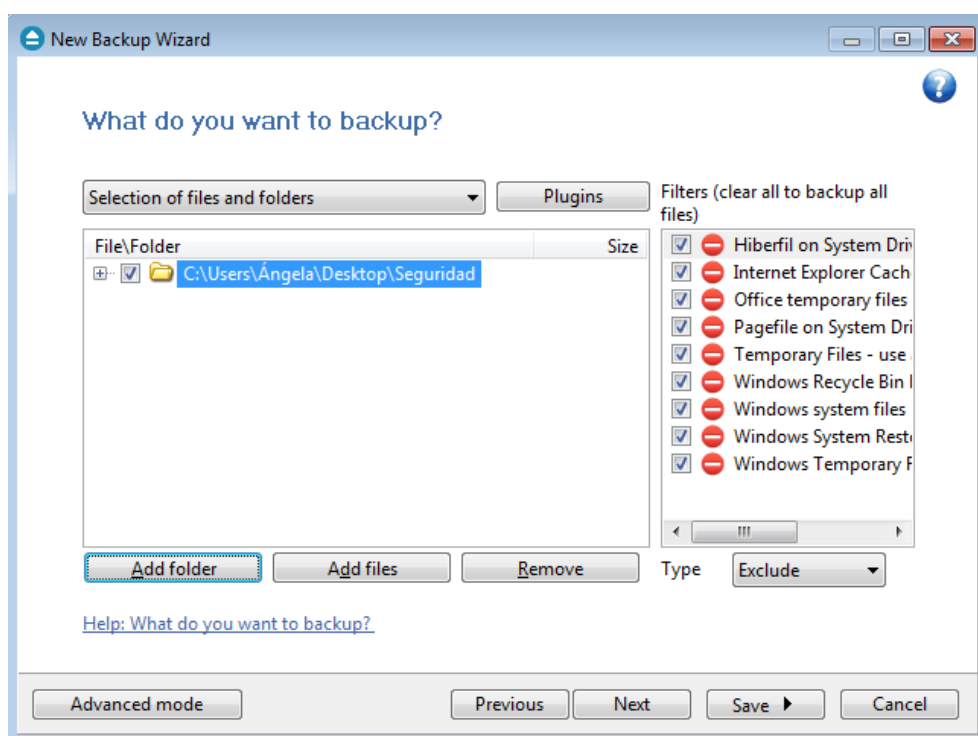 New Backup Wizard
What do you want to backup?
Selection of files and folders
Plugins
Filters (clear all to backup all
files)
File\Folder Size
C:\Users\Ángela\Desktop\Seguridad
Hiberfil on System Driv
Internet Explorer Cach
Office temporary files
Pagefile on System Dri
Temporary Files - use
Windows Recycle Bin
Windows system files
Windows System Rest
Windows Temporary F
Add folder Add files Remove Type Exclude
Help: What do you want to backup?
Advanced mode Previous Next Save Cancel